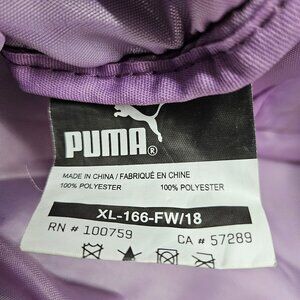 PUMA®
MADE IN CHINA / FABRIQUÉ EN CHINE
100% POLYESTER 100% POLYESTER
XL-166-FW/18
RN # 100759 CA # 57289